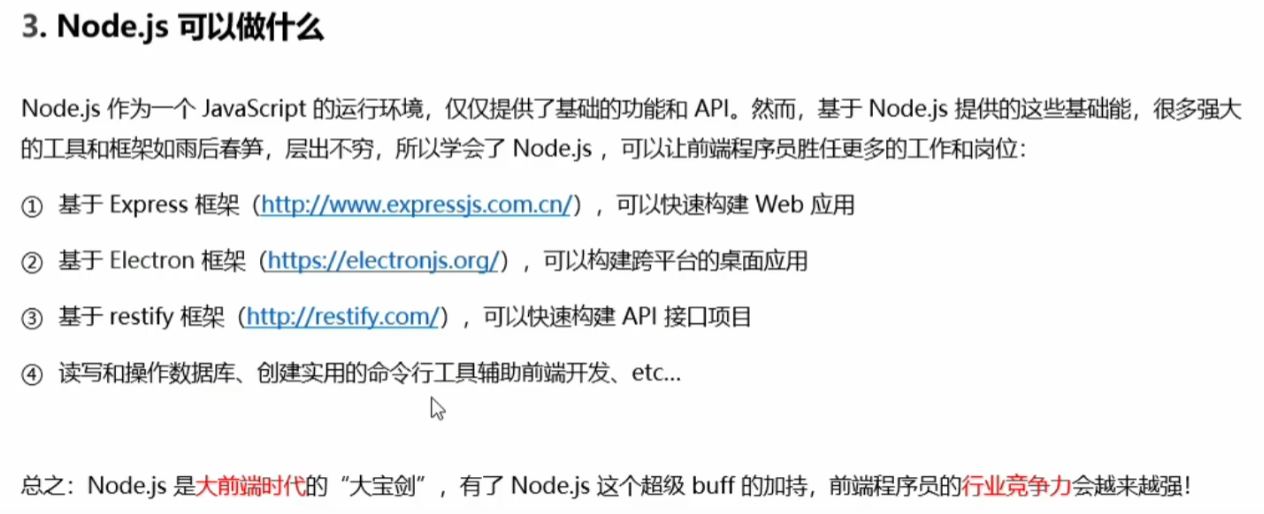 3. Node.js 可以做什么
Node.js 作为一个 JavaScript 的运行环境，仅仅提供了基础的功能和 API。然而，基于 Node.js 提供的这些基础能，很多强大
的工具和框架如雨后春笋，层出不穷，所以学会了 Node.js ，可以让前端程序员胜任更多的工作和岗位：
① 基于 Express 框架（http://www.expressjs.com.cn/），可以快速构建 Web 应用
② 基于 Electron 框架（https://electronjs.org/），可以构建跨平台的桌面应用
③ 基于 restify 框架（http://restify.com/），可以快速构建 API 接口项目
④ 读写和操作数据库、创建实用的命令行工具辅助前端开发、etc...
总之：Node.js 是大前端时代的“大宝剑”，有了 Node.js 这个超级 buff 的加持，前端程序员的行业竞争力会越来越强！